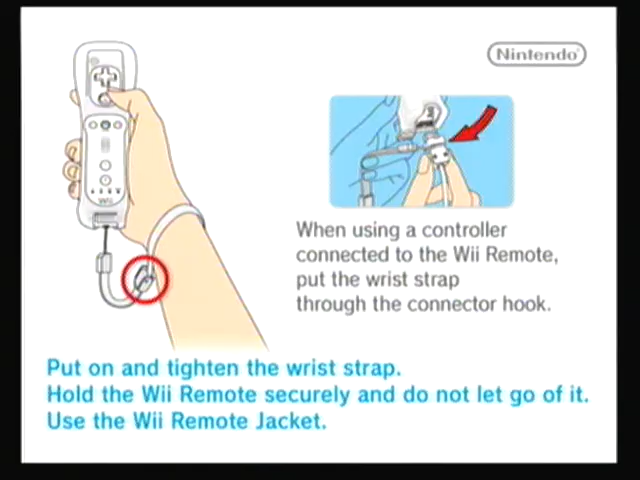 Nintendo®
When using a controller
connected to the Wii Remote,
put the wrist strap
through the connector hook.
Wii
Put on and tighten the wrist strap.
Hold the Wii Remote securely and do not let go of it.
Use the Wii Remote Jacket.